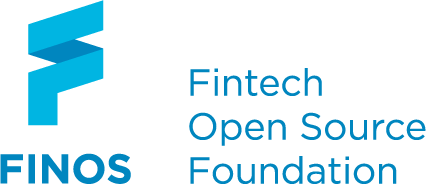 FINOS
Fintech
Open Source
Foundation